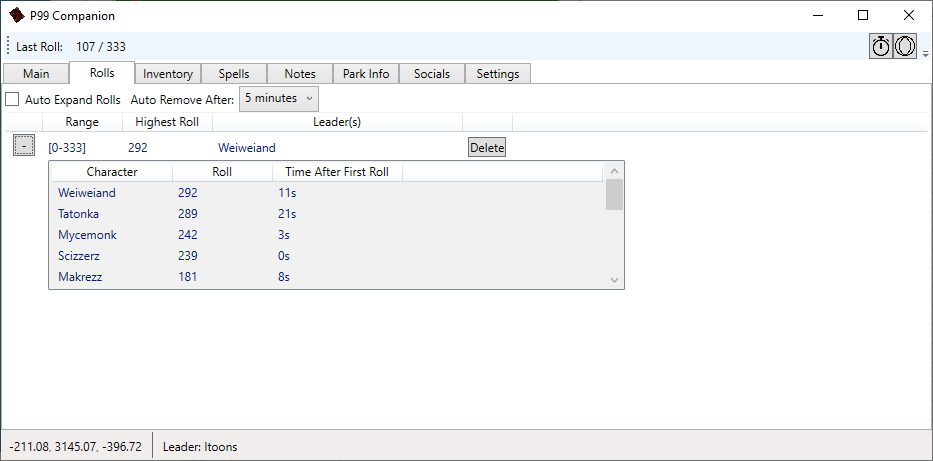 P99 Companion
Last Roll: 107 / 333
Main Rolls Inventory Spells Notes Park Info Socials Settings
Auto Expand Rolls Auto Remove After: 5 minutes
Range Highest Roll Leader(s)
- [0-333] 292 Weiweiand Delete
Character Roll Time After First Roll
Weiweiand 292 11s
Tatonka 289 21s
Mycemonk 242 3s
Scizzerz 239 0s
Makrezz 181 8s
-211.08, 3145.07, -396.72 Leader: Itoons